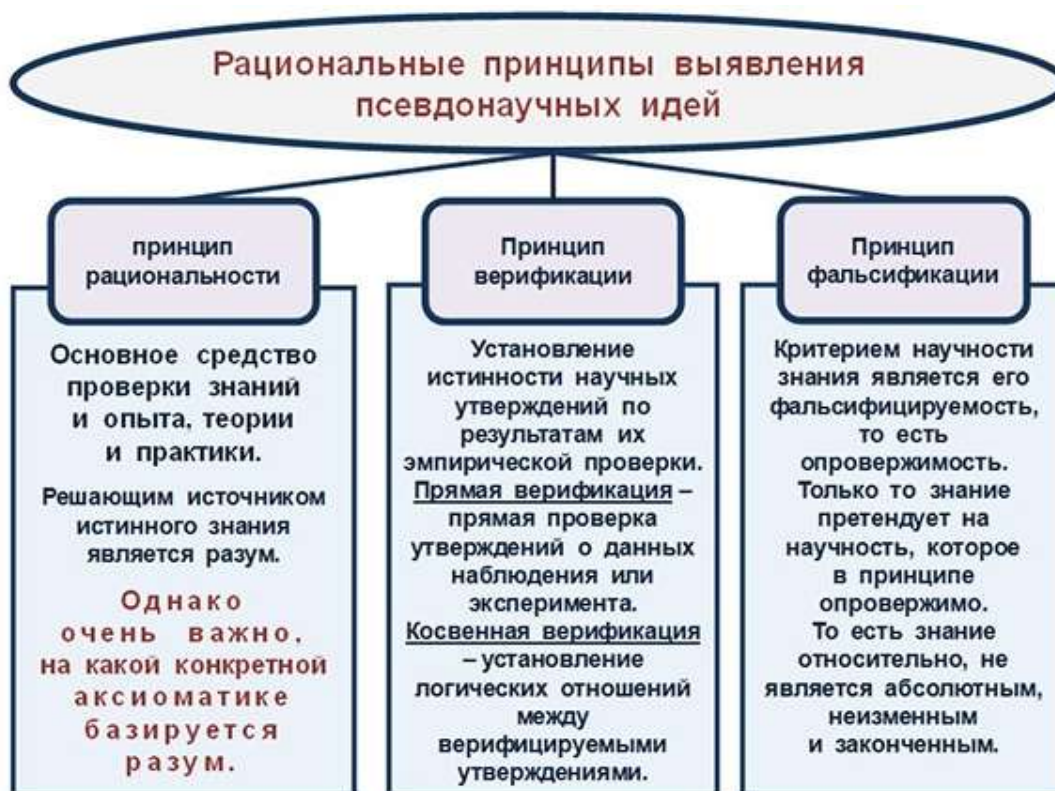 Рациональные принципы выявления
псевдонаучных идей
принцип
рациональности
Основное средство
проверки знаний
и опыта, теории
и практики.
Решающим источником
истинного знания
является разум.
Однако
очень важно,
на какой конкретной
аксиоматике
базируется
разум.
Принцип
верификации
Установление
истинности научных
утверждений по
результатам их
эмпирической проверки.
Прямая верификация –
прямая проверка
утверждений о данных
наблюдения или
эксперимента.
Косвенная верификация
– установление
логических отношений
между
верифицируемыми
утверждениями.
Принцип
фальсификации
Критерием научности
знания является его
фальсифицируемость,
то есть
опровержимость.
Только то знание
претендует на
научность, которое
в принципе
опровержимо.
То есть знание
относительно, не
является абсолютным,
неизменным
и законченным.